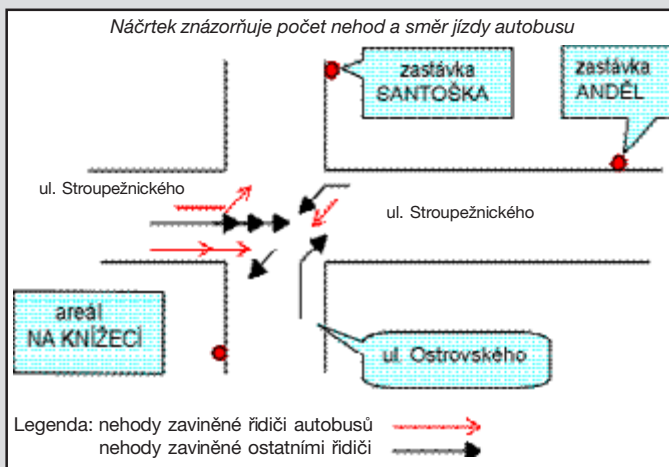 Náčrtek znázorňuje počet nehod a směr jízdy autobusu
zastávka
SANTOŠKA
zastávka
ANDĚL
ul. Stroupežnického
ul. Stroupežnického
areál
NA KNÍŽECÍ
ul. Ostrovského
Legenda: nehody zaviněné řidiči autobusů
nehody zaviněné ostatními řidiči